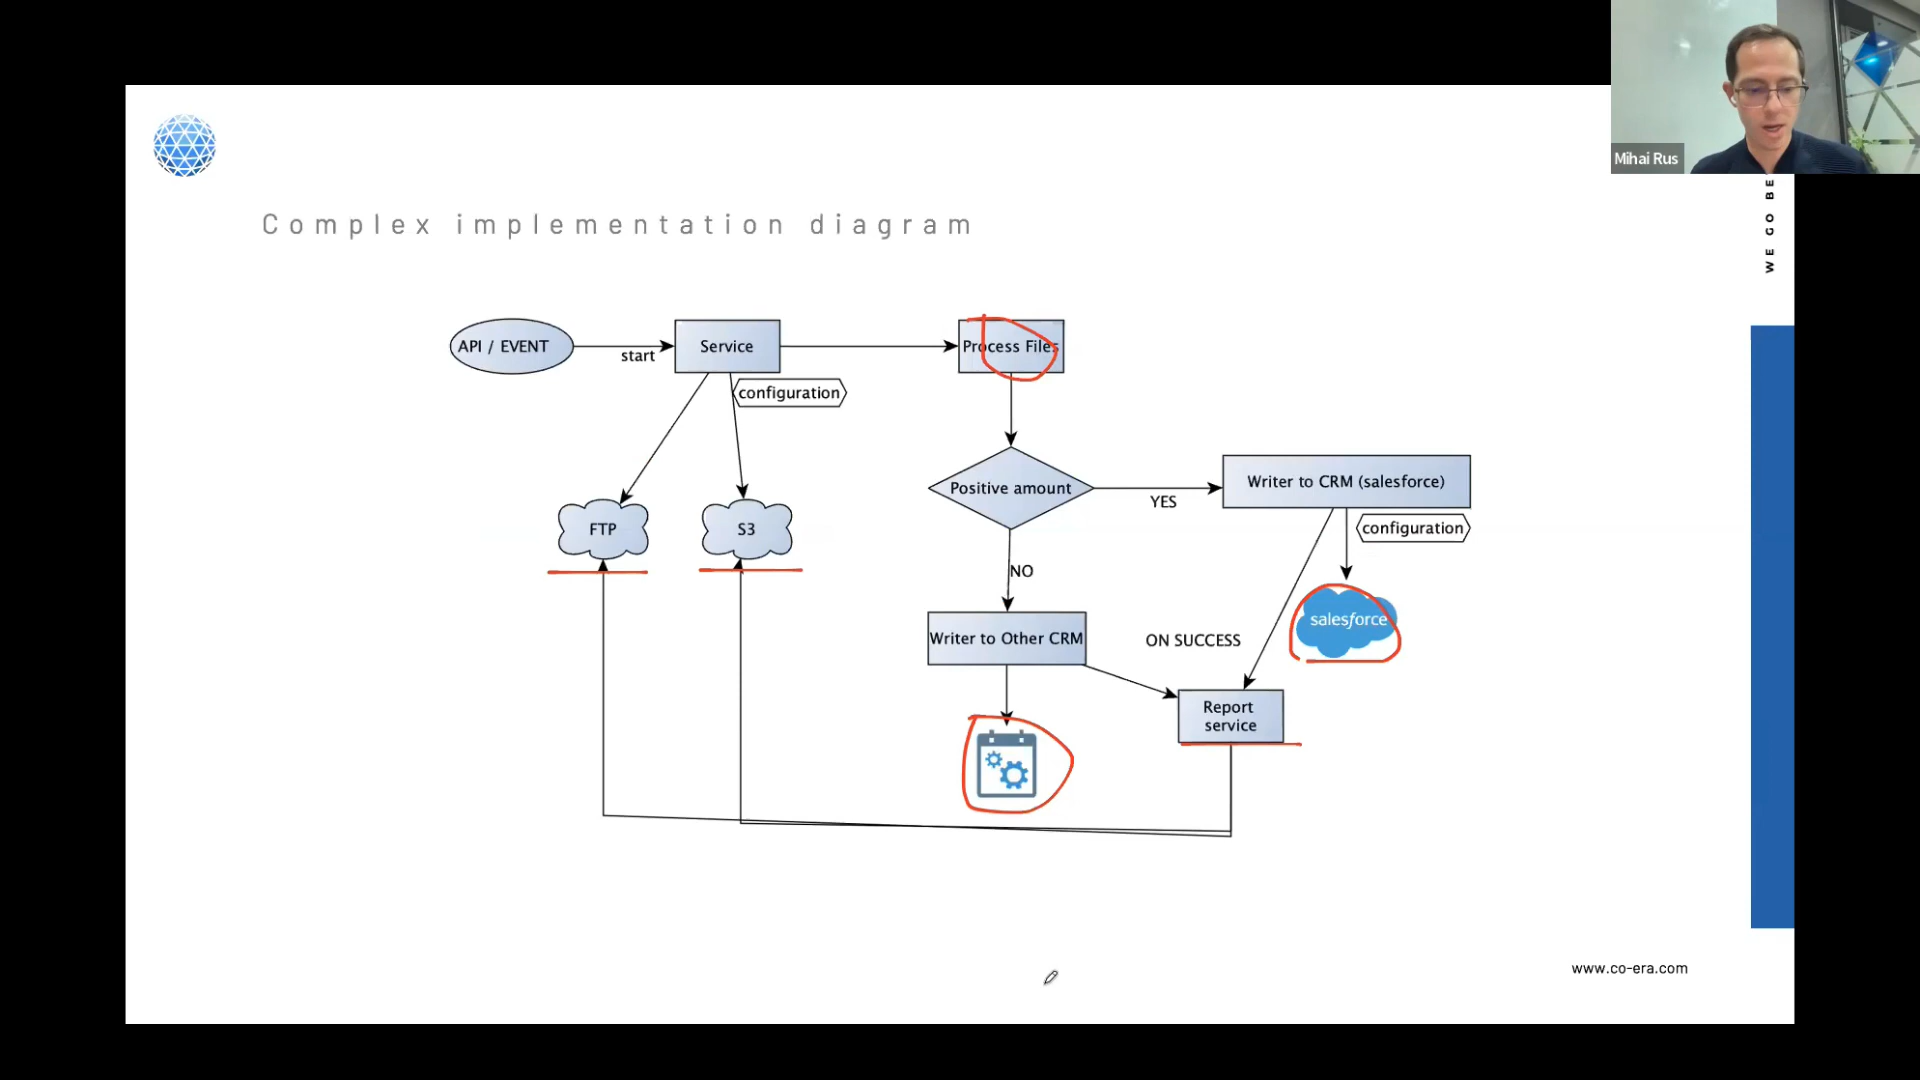 Mihai Rus
WE GO BE
Complex implementation diagram
API / EVENT
start
Service
configuration
Process Files
Positive amount
YES
Writer to CRM (salesforce)
configuration
FTP
S3
NO
salesforce
Writer to Other CRM
ON SUCCESS
Report
service
www.co-era.com